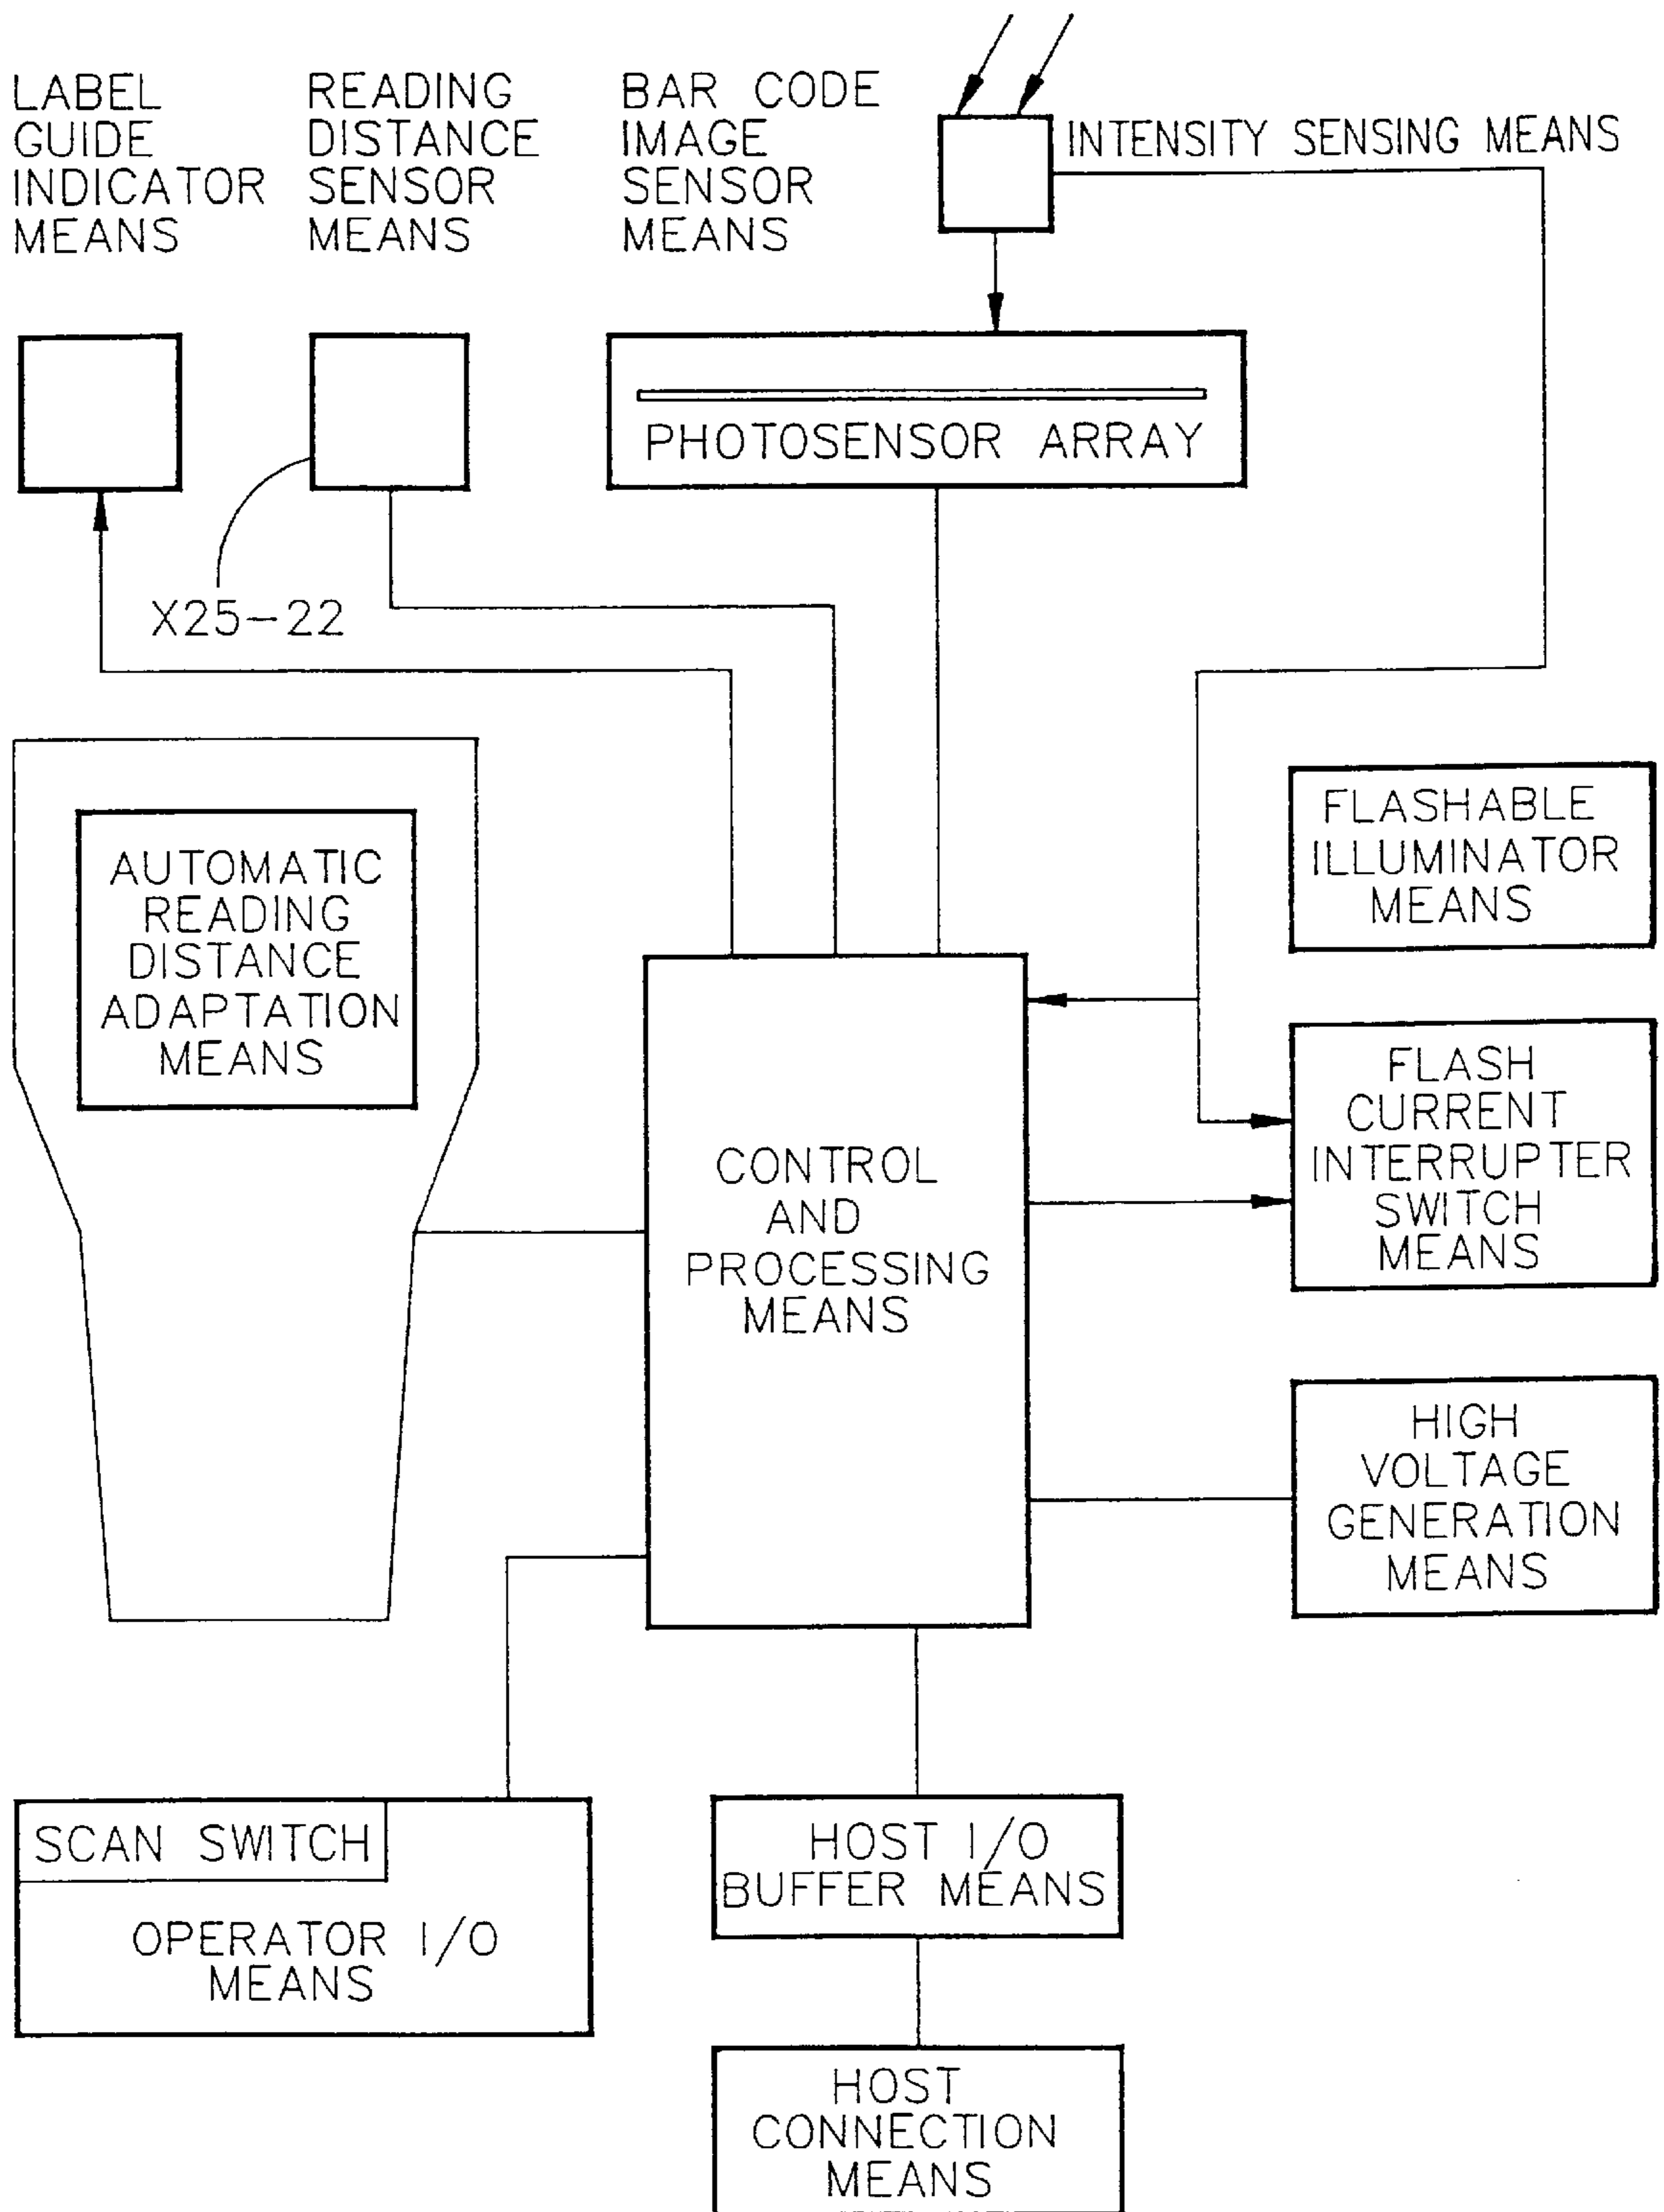 LABEL
GUIDE
INDICATOR
MEANS
READING
DISTANCE
SENSOR
MEANS
BAR CODE
IMAGE
SENSOR
MEANS
INTENSITY SENSING MEANS
PHOTOSENSOR ARRAY
X25-22
AUTOMATIC
READING
DISTANCE
ADAPTATION
MEANS
FLASHABLE
ILLUMINATOR
MEANS
CONTROL
AND
PROCESSING
MEANS
FLASH
CURRENT
INTERRUPTER
SWITCH
MEANS
HIGH
VOLTAGE
GENERATION
MEANS
SCAN SWITCH
OPERATOR I/O
MEANS
HOST I/O
BUFFER MEANS
HOST
CONNECTION
MEANS